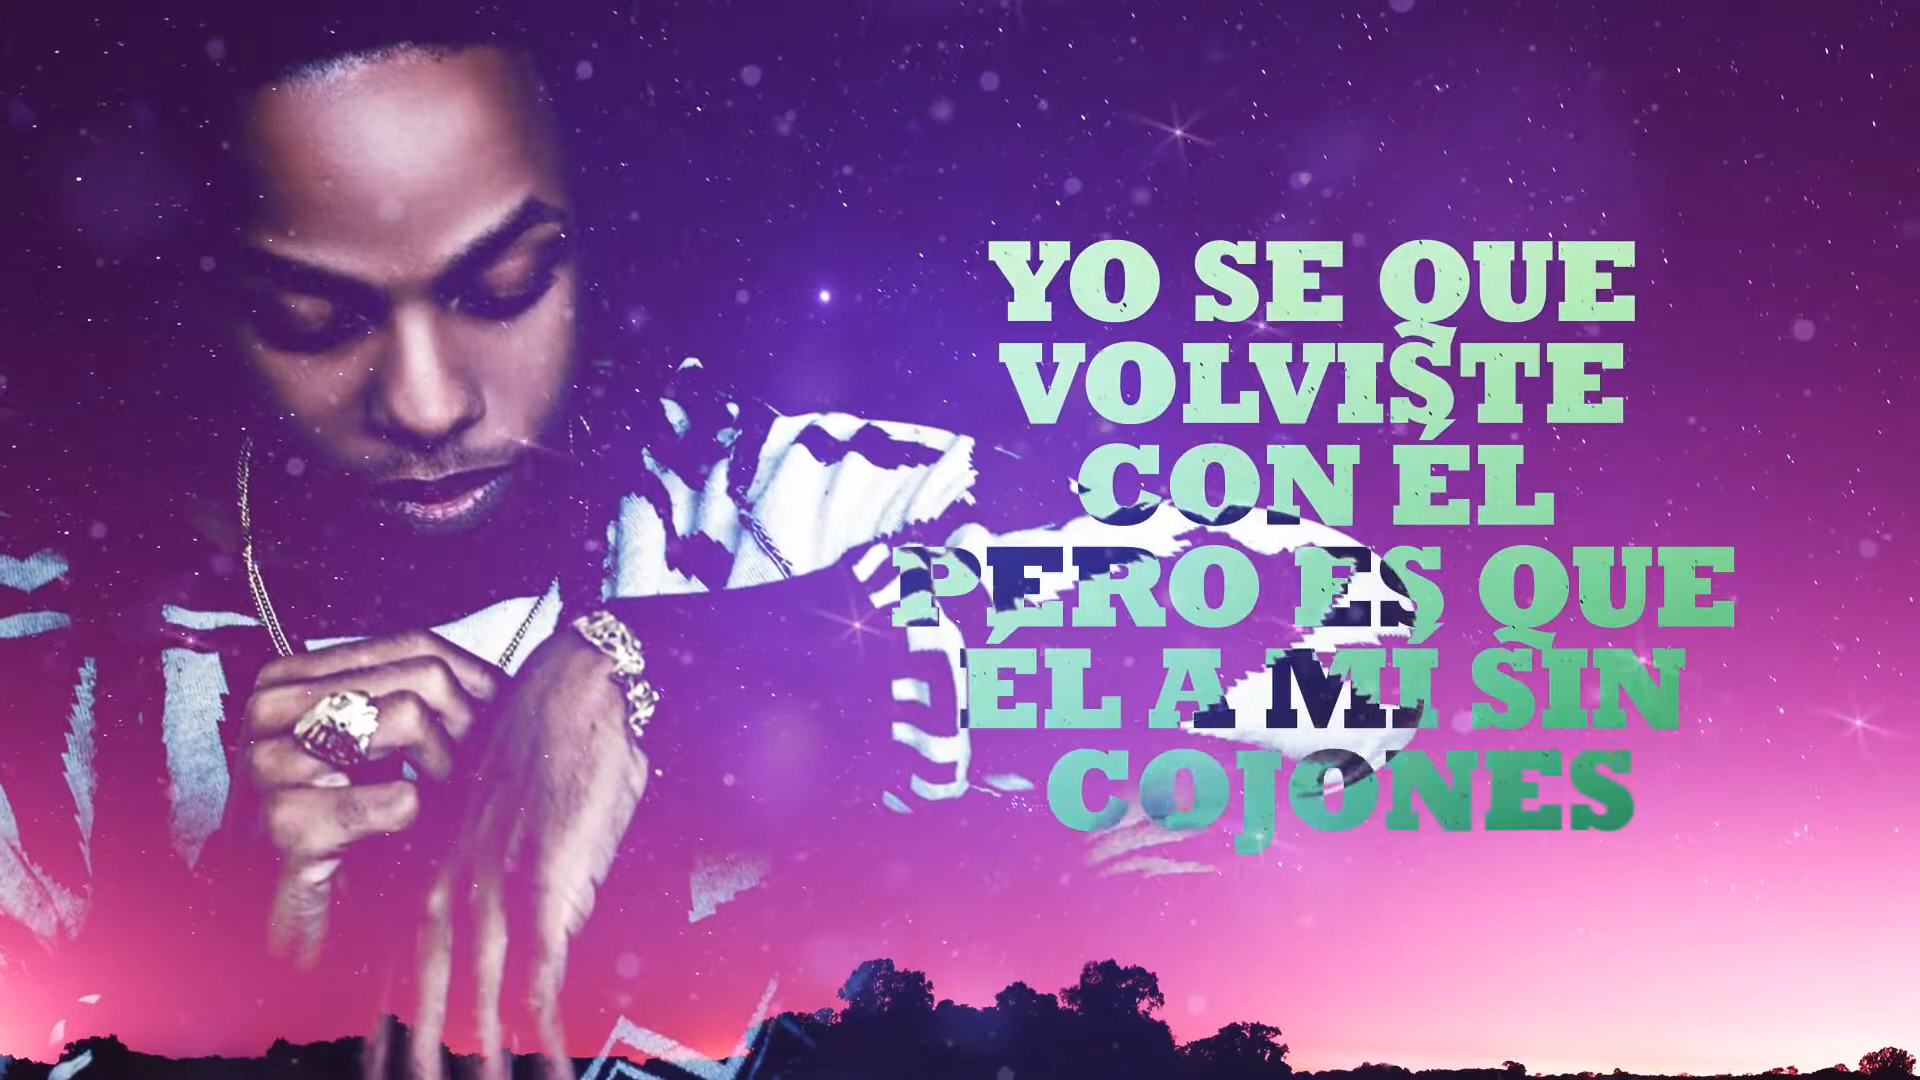 YO SE QUE
VOLVISTE
CON ÉL
PERO ES QUE
ÉL A MÍ SIN
COJONES